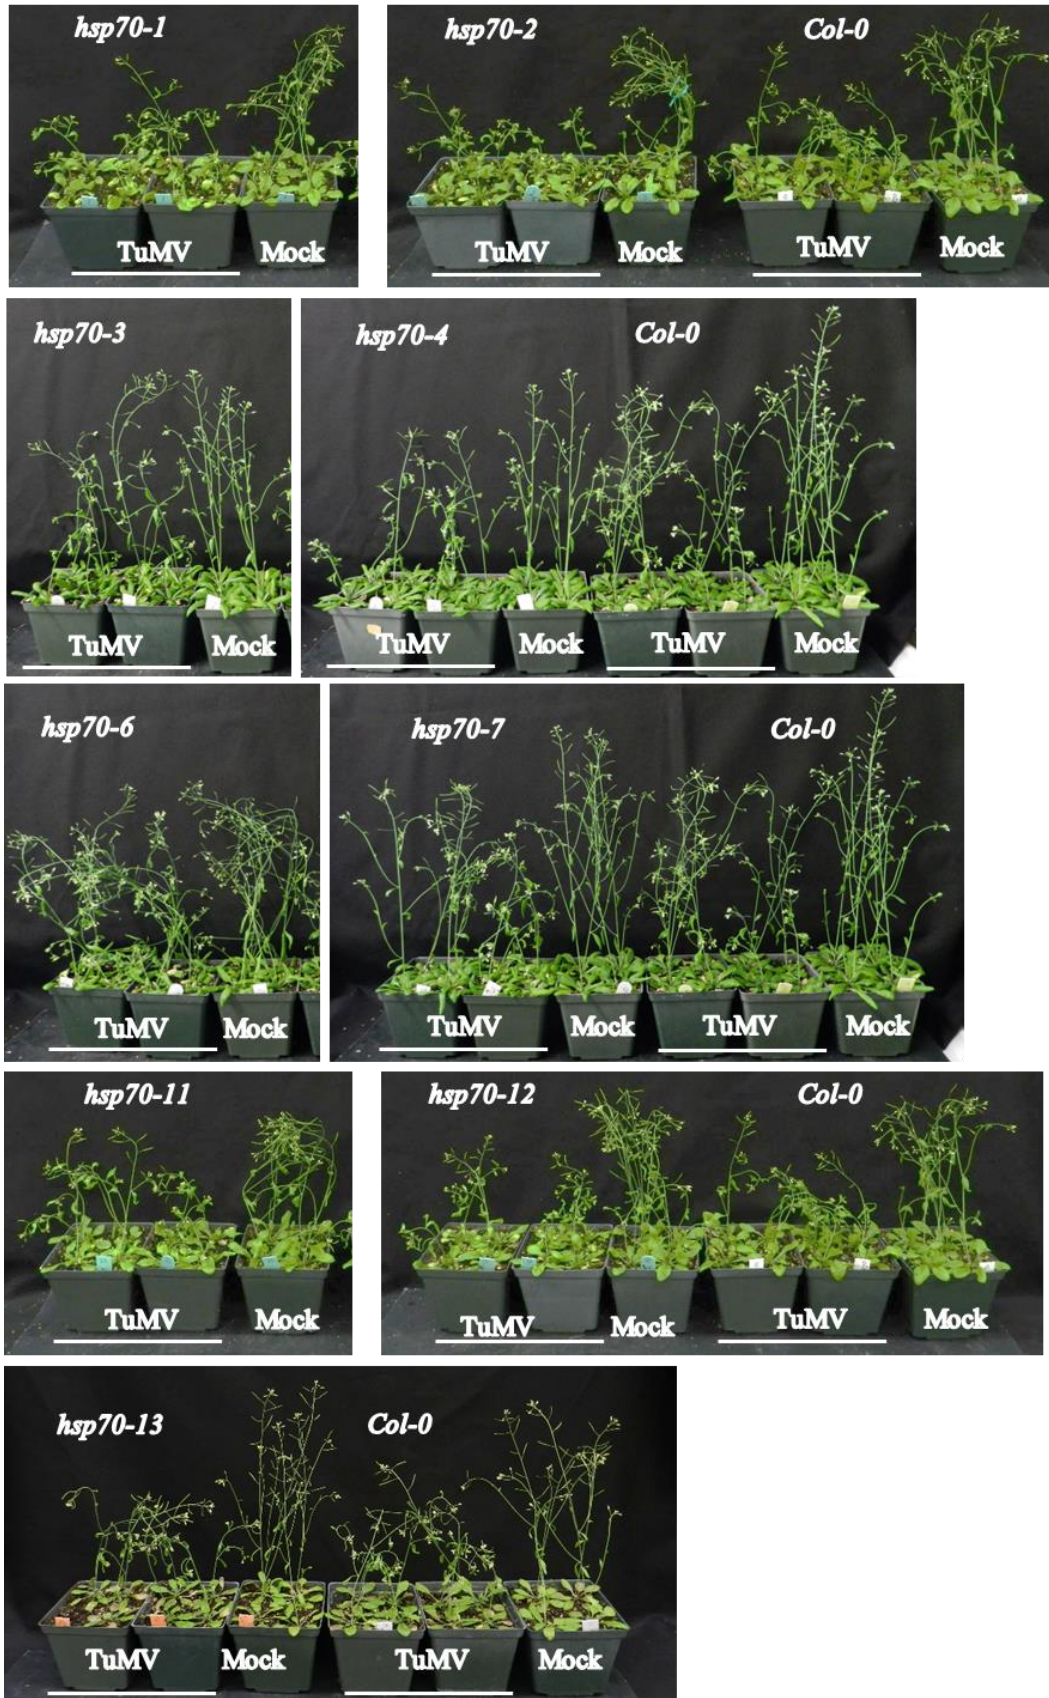 hsp70-1
TuMV Mock
hsp70-2 Col-0
TuMV Mock TuMV Mock
hsp70-3
TuMV Mock
hsp70-4 Col-0
TuMV Mock TuMV Mock
hsp70-6
TuMV Mock
hsp70-7 Col-0
TuMV Mock TuMV Mock
hsp70-11
TuMV Mock
hsp70-12 Col-0
TuMV Mock TuMV Mock
hsp70-13 Col-0
TuMV Mock TuMV Mock